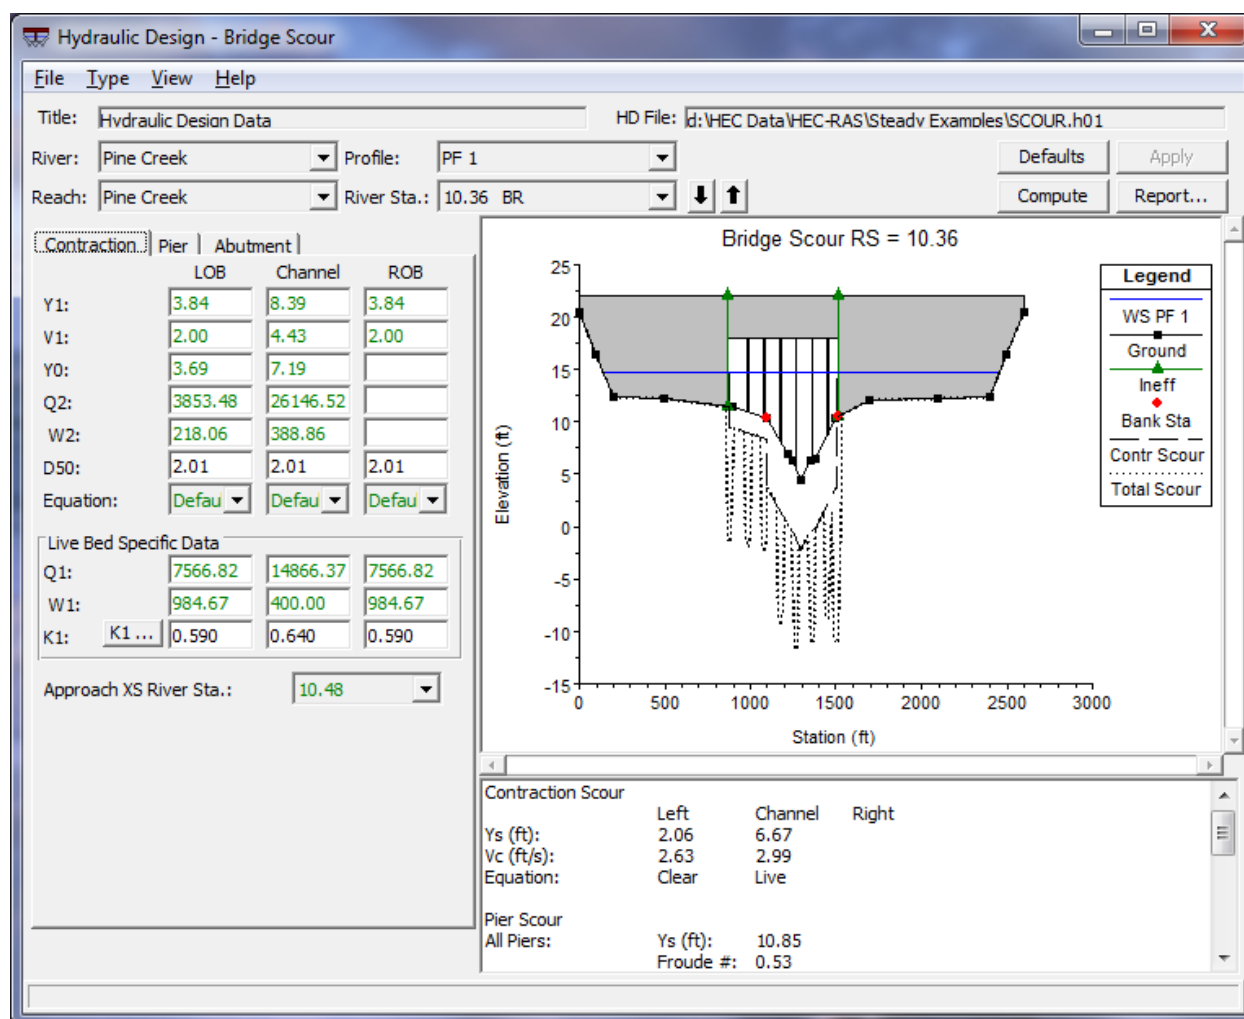 Hydraulic Design - Bridge Scour
File Type View Help
Title: Hydraulic Design Data HD File: d:\HEC Data\HEC-RAS\Steady Examples\SCOUR.h01
River: Pine Creek Profile: PF 1 Defaults Apply
Reach: Pine Creek River Sta.: 10.36 BR Compute Report...
Contraction Pier Abutment
LOB Channel ROB
Y1: 3.84 8.39 3.84
V1: 2.00 4.43 2.00
Y0: 3.69 7.19
Q2: 3853.48 26146.52
W2: 218.06 388.86
D50: 2.01 2.01 2.01
Equation: Defau Defau Defau
Live Bed Specific Data
Q1: 7566.82 14866.37 7566.82
W1: 984.67 400.00 984.67
K1: K1 ... 0.590 0.640 0.590
Approach XS River Sta.: 10.48
Bridge Scour RS = 10.36
25
20
15
10
5
0
-5
-10
-15
Elevation (ft)
0 500 1000 1500 2000 2500 3000
Station (ft)
Legend
WS PF 1
Ground
Ineff
Bank Sta
Contr Scour
Total Scour
Contraction Scour
Left Channel Right
Ys (ft): 2.06 6.67
Vc (ft/s): 2.63 2.99
Equation: Clear Live
Pier Scour
All Piers: Ys (ft): 10.85
Froude #: 0.53